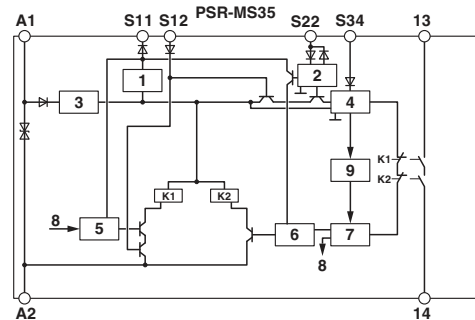 PSR-MS35
A1 S11 S12 S22 S34 13
1 2
3 4
K1
K2
9
K1 K2
8 5 6 7
8
A2 14